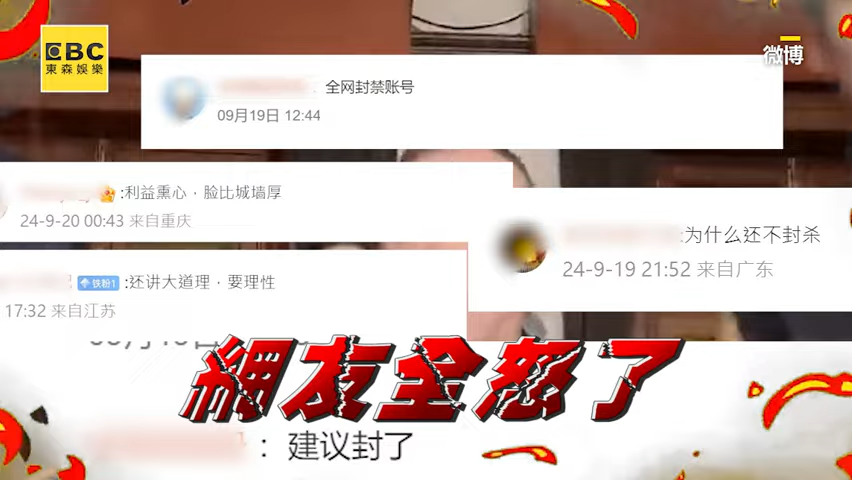 EBC
東森娛樂
微博
全网封禁账号
09月19日 12:44
:利益熏心，脸比城墙厚
24-9-20 00:43 来自重庆
:为什么还不封杀
24-9-19 21:52 来自广东
铁粉1 :还讲大道理，要理性
17:32 来自江苏
網友全怒了
：建议封了